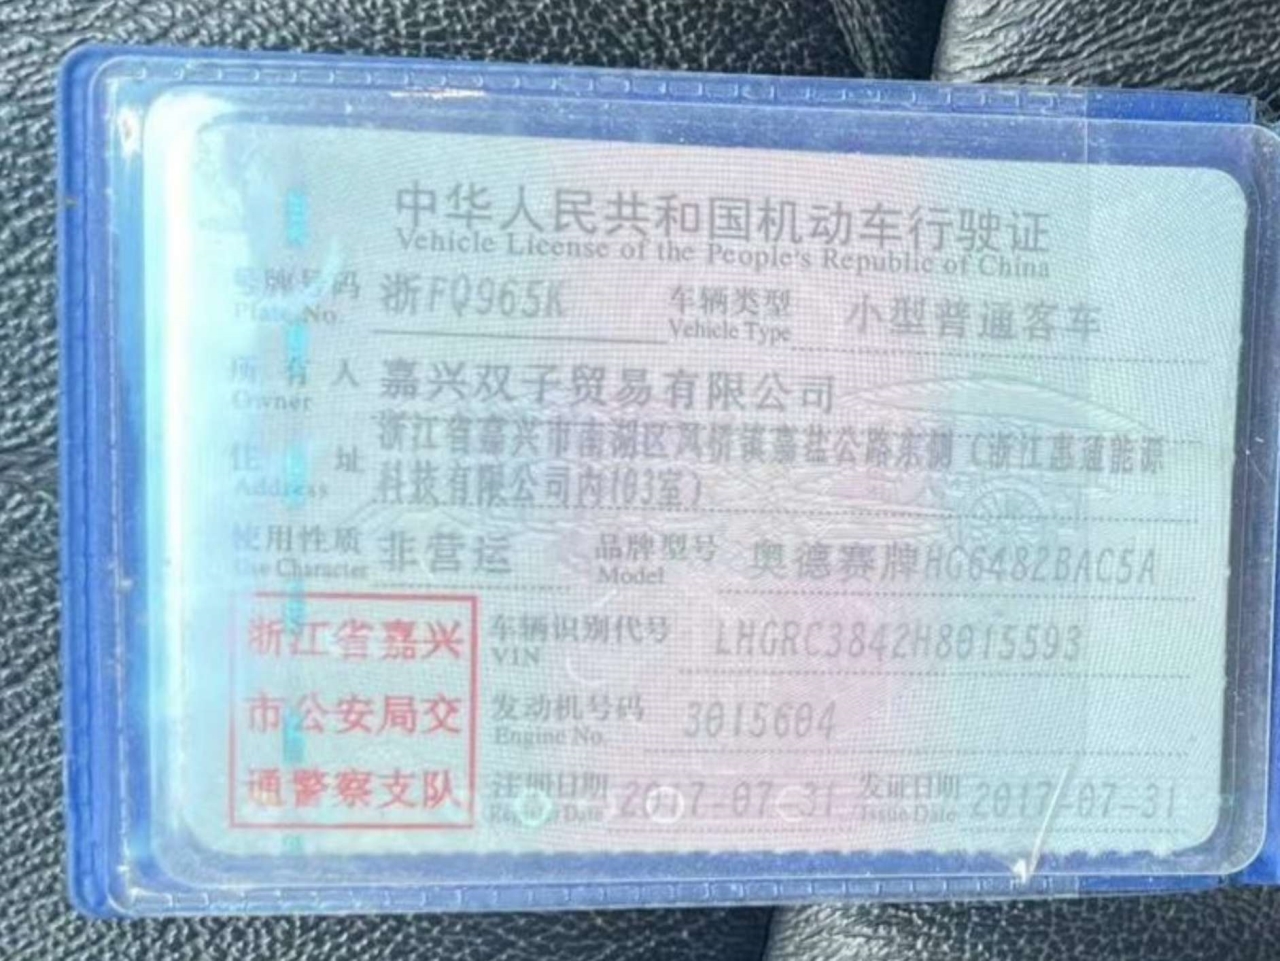 中华人民共和国机动车行驶证
Vehicle License of the People's Republic of China
号牌号码 浙FQ965K 车辆类型 小型普通客车
Plate No. Vehicle Type
所有人 嘉兴双子贸易有限公司
Owner
住址 浙江省嘉兴市南湖区凤桥镇嘉盐公路东侧（浙江惠通能源
Address 科技有限公司内103室）
使用性质 非营运 品牌型号 奥德赛牌HG6482BAC5A
Use Character Model
浙江省嘉兴
市公安局交
通警察支队
车辆识别代号 LHGRC3842H8015593
VIN
发动机号码 3015604
Engine No.
注册日期 2017-07-31 发证日期 2017-07-31
Register Date Issue Date